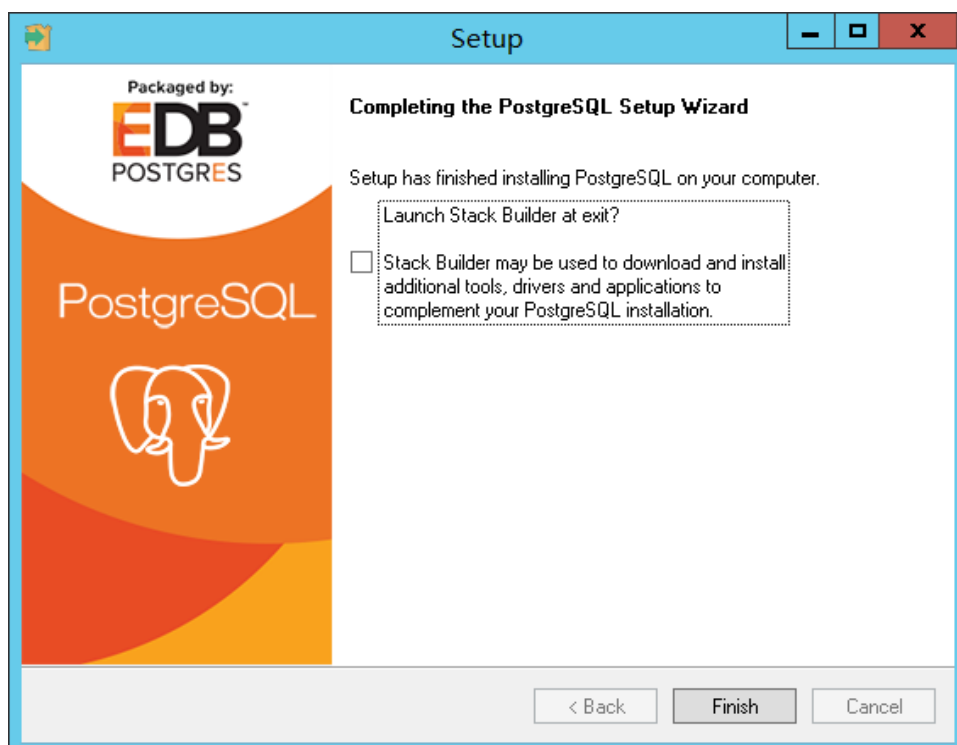 Setup
Packaged by:
EDB
POSTGRES
PostgreSQL
Completing the PostgreSQL Setup Wizard
Setup has finished installing PostgreSQL on your computer.
Launch Stack Builder at exit?
Stack Builder may be used to download and install
additional tools, drivers and applications to
complement your PostgreSQL installation.
< Back
Finish
Cancel